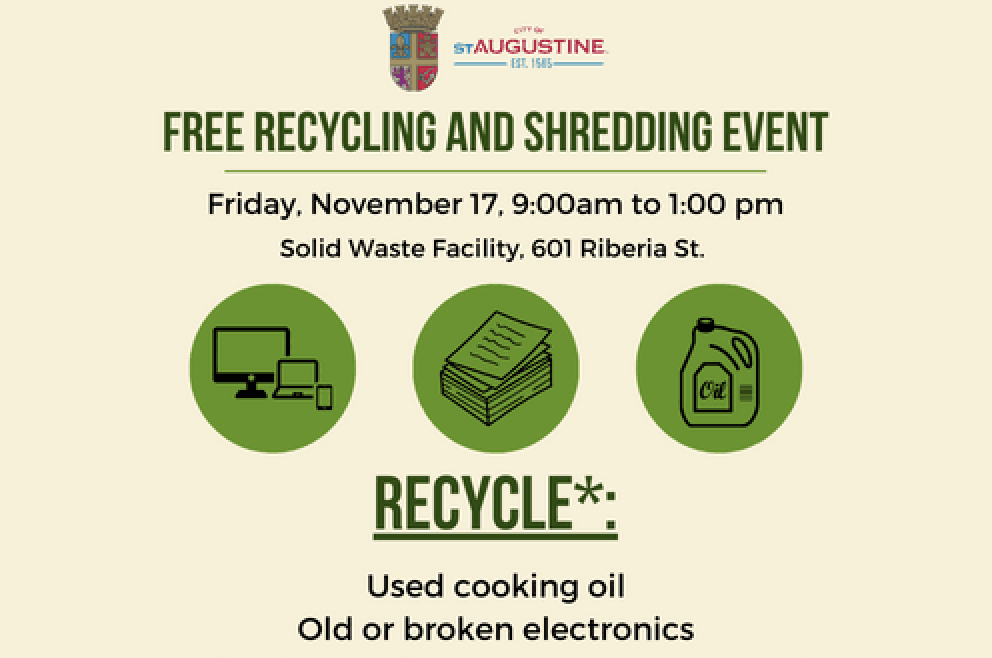 CITY OF
ST AUGUSTINE
EST. 1565
FREE RECYCLING AND SHREDDING EVENT
Friday, November 17, 9:00am to 1:00 pm
Solid Waste Facility, 601 Riberia St.
Oil
RECYCLE*:
Used cooking oil
Old or broken electronics